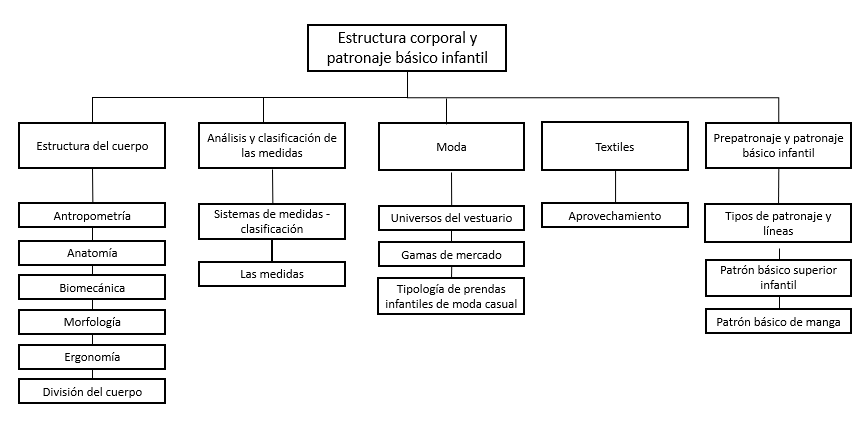 Estructura corporal y
patronaje básico infantil
Estructura del cuerpo
Análisis y clasificación de
las medidas
Moda
Textiles
Prepatronaje y patronaje
básico infantil
Antropometría
Anatomía
Biomecánica
Morfología
Ergonomía
División del cuerpo
Sistemas de medidas -
clasificación
Las medidas
Universos del vestuario
Gamas de mercado
Tipología de prendas
infantiles de moda casual
Aprovechamiento
Tipos de patronaje y
líneas
Patrón básico superior
infantil
Patrón básico de manga